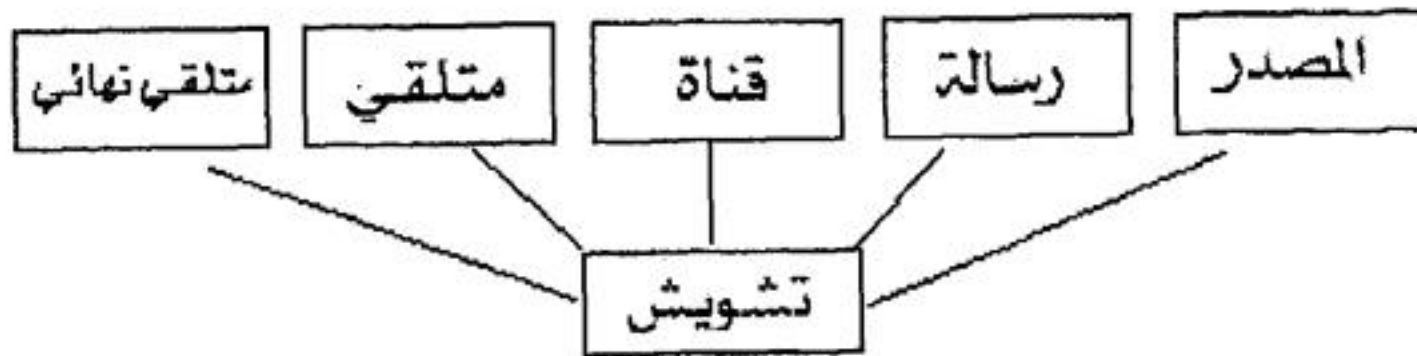 المصدر
رسالة
قناة
متلقي
متلقي نهائي
تشويش